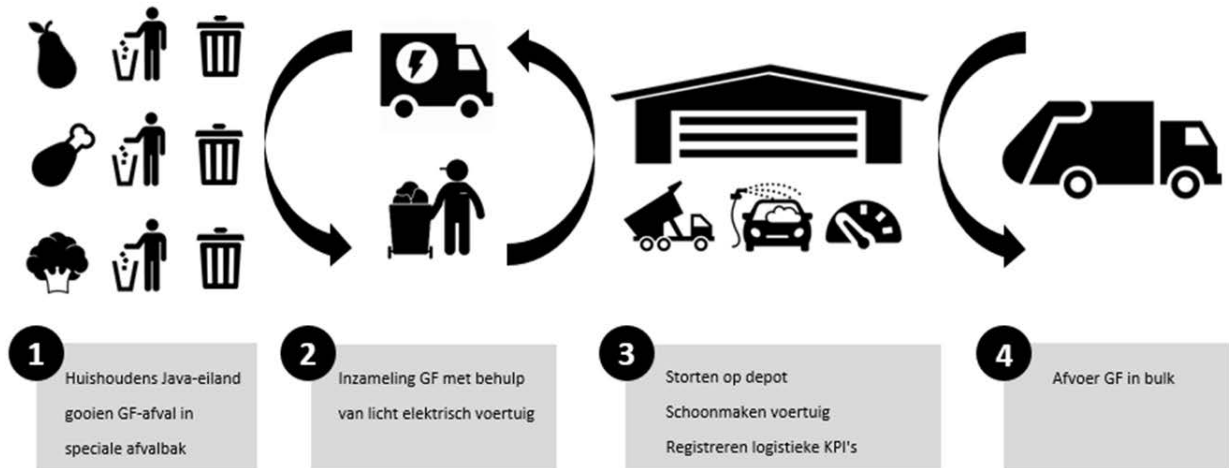 1
Huishoudens Java-eiland
gooien GF-afval in
speciale afvalbak
2
Inzameling GF met behulp
van licht elektrisch voertuig
3
Storten op depot
Schoonmaken voertuig
Registreren logistieke KPI's
4
Afvoer GF in bulk